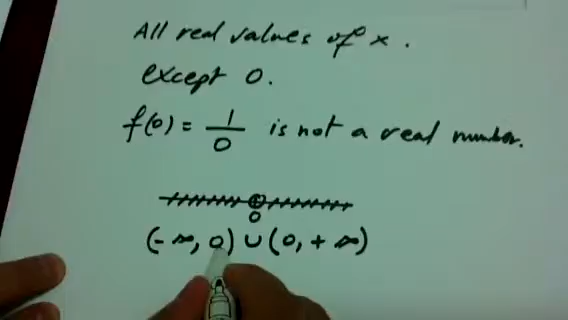 All real values of x.
except 0.
f(0) = 1/0 is not a real number.
0
(-∞, 0) ∪ (0, +∞)